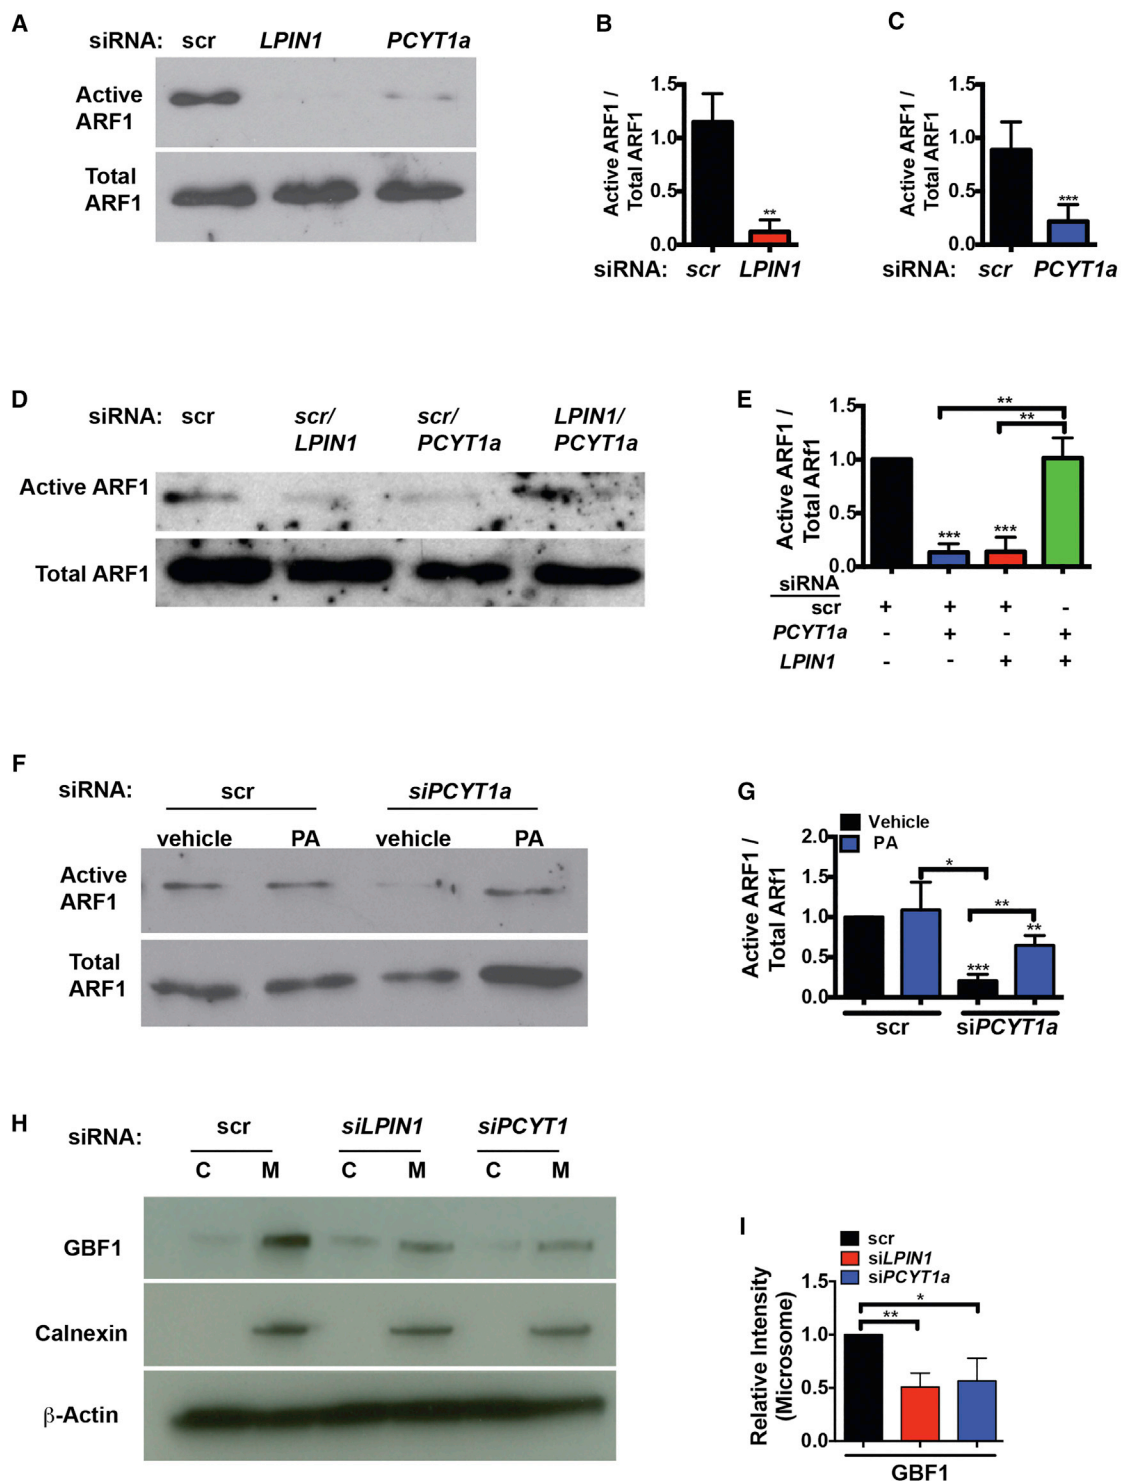 A
siRNA: scr LPIN1 PCYT1a
Active
ARF1
Total
ARF1
B
Active ARF1 /
Total ARF1
1.5
1.0
0.5
0.0
**
siRNA: scr LPIN1
C
Active ARF1 /
Total ARF1
1.5
1.0
0.5
0.0
***
siRNA: scr PCYT1a
D
siRNA: scr scr/ scr/ LPIN1/
LPIN1 PCYT1a PCYT1a
Active ARF1
Total ARF1
E
Active ARF1 /
Total ARf1
1.5
1.0
0.5
0.0
**
**
*** ***
siRNA
scr + + + -
PCYT1a - + - +
LPIN1 - - + +
F
siRNA: scr siPCYT1a
vehicle PA vehicle PA
Active
ARF1
Total
ARF1
G
Vehicle
PA
Active ARF1 /
Total ARf1
2.0
1.5
1.0
0.5
0.0
*
**
**
***
scr siPCYT1a
H
siRNA: scr siLPIN1 siPCYT1
C M C M C M
GBF1
Calnexin
β-Actin
I
scr
siLPIN1
siPCYT1a
Relative Intensity
(Microsome)
1.5
1.0
0.5
0.0
*
**
GBF1